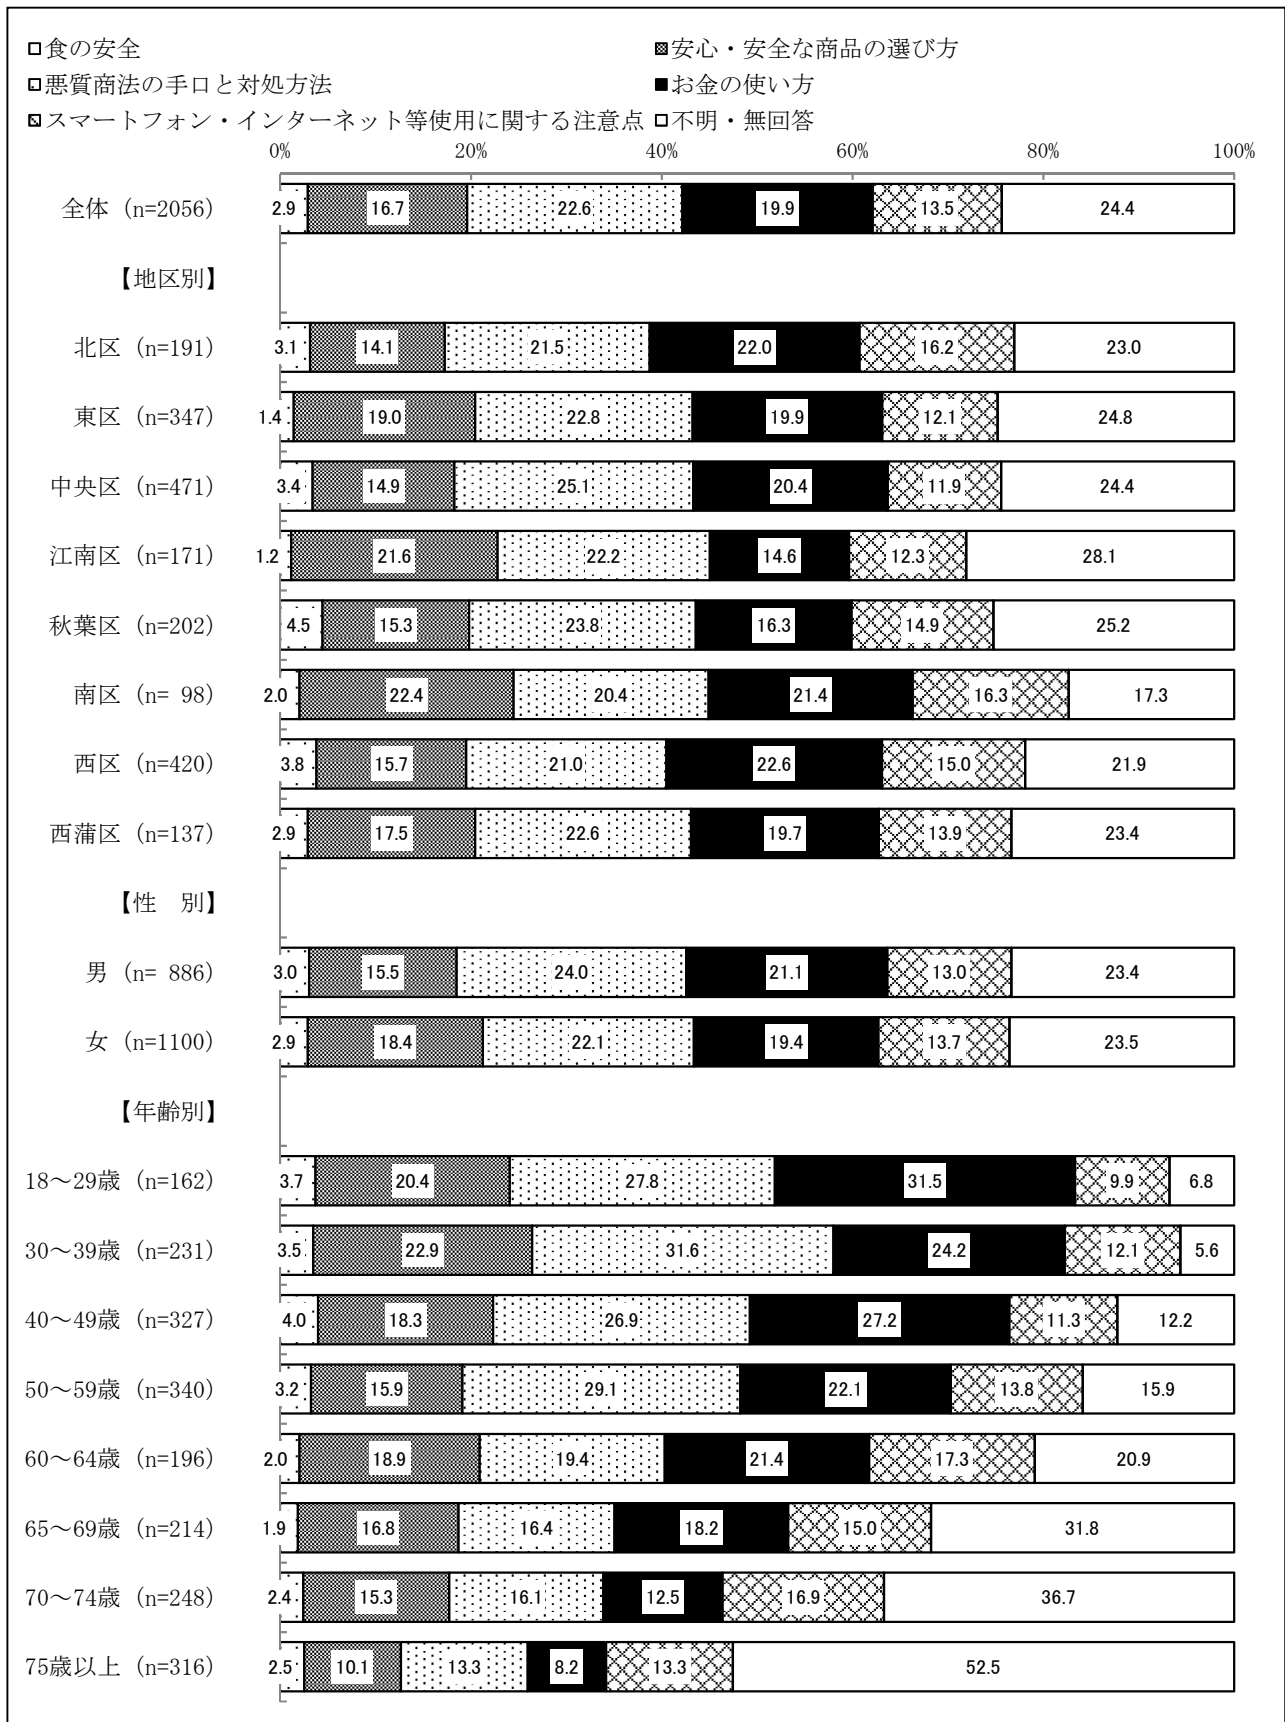 食の安全 安心・安全な商品の選び方
悪質商法の手口と対処方法 お金の使い方
スマートフォン・インターネット等使用に関する注意点 不明・無回答
0% 20% 40% 60% 80% 100%
全体 (n=2056) 2.9 16.7 22.6 19.9 13.5 24.4
【地区別】
北区 (n=191) 3.1 14.1 21.5 22.0 16.2 23.0
東区 (n=347) 1.4 19.0 22.8 19.9 12.1 24.8
中央区 (n=471) 3.4 14.9 25.1 20.4 11.9 24.4
江南区 (n=171) 1.2 21.6 22.2 14.6 12.3 28.1
秋葉区 (n=202) 4.5 15.3 23.8 16.3 14.9 25.2
南区 (n= 98) 2.0 22.4 20.4 21.4 16.3 17.3
西区 (n=420) 3.8 15.7 21.0 22.6 15.0 21.9
西蒲区 (n=137) 2.9 17.5 22.6 19.7 13.9 23.4
【性　別】
男 (n= 886) 3.0 15.5 24.0 21.1 13.0 23.4
女 (n=1100) 2.9 18.4 22.1 19.4 13.7 23.5
【年齢別】
18～29歳 (n=162) 3.7 20.4 27.8 31.5 9.9 6.8
30～39歳 (n=231) 3.5 22.9 31.6 24.2 12.1 5.6
40～49歳 (n=327) 4.0 18.3 26.9 27.2 11.3 12.2
50～59歳 (n=340) 3.2 15.9 29.1 22.1 13.8 15.9
60～64歳 (n=196) 2.0 18.9 19.4 21.4 17.3 20.9
65～69歳 (n=214) 1.9 16.8 16.4 18.2 15.0 31.8
70～74歳 (n=248) 2.4 15.3 16.1 12.5 16.9 36.7
75歳以上 (n=316) 2.5 10.1 13.3 8.2 13.3 52.5